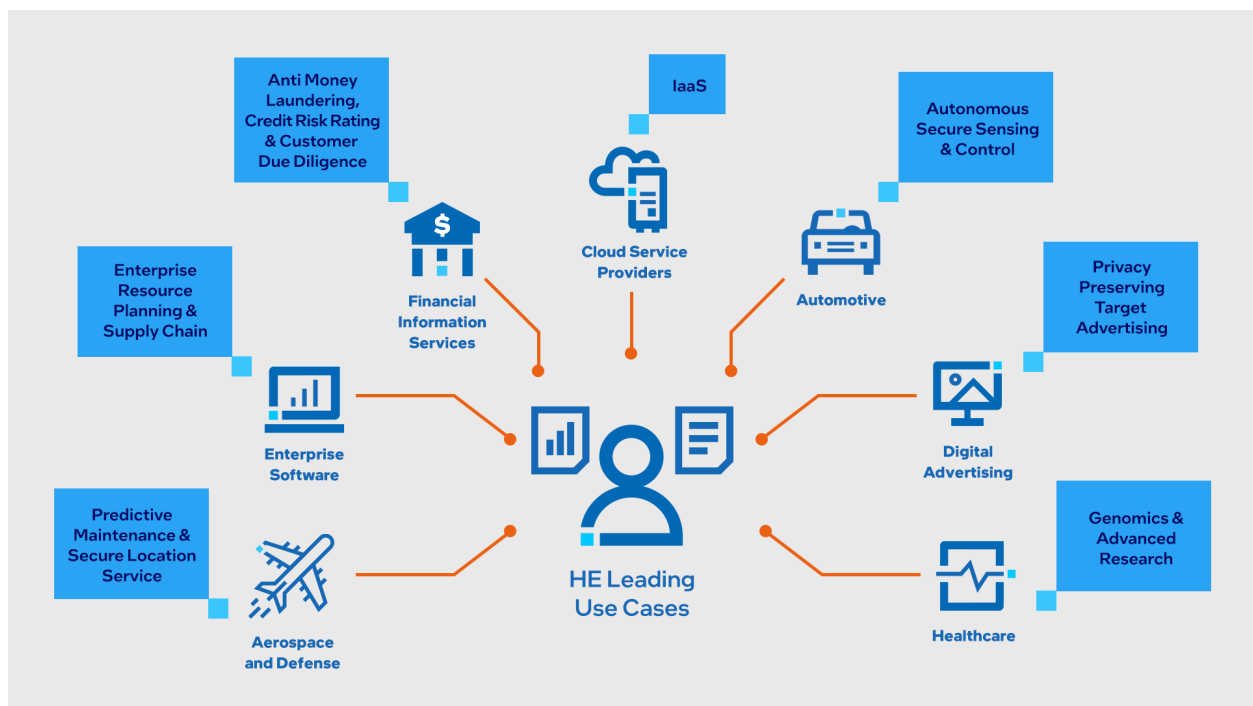 Anti Money
Laundering,
Credit Risk Rating
& Customer
Due Diligence
$
Financial
Information
Services
IaaS
Cloud Service
Providers
Autonomous
Secure Sensing
& Control
Automotive
Enterprise
Resource
Planning &
Supply Chain
Enterprise
Software
Privacy
Preserving
Target
Advertising
Digital
Advertising
Predictive
Maintenance &
Secure Location
Service
Aerospace
and Defense
HE Leading
Use Cases
Genomics &
Advanced
Research
Healthcare